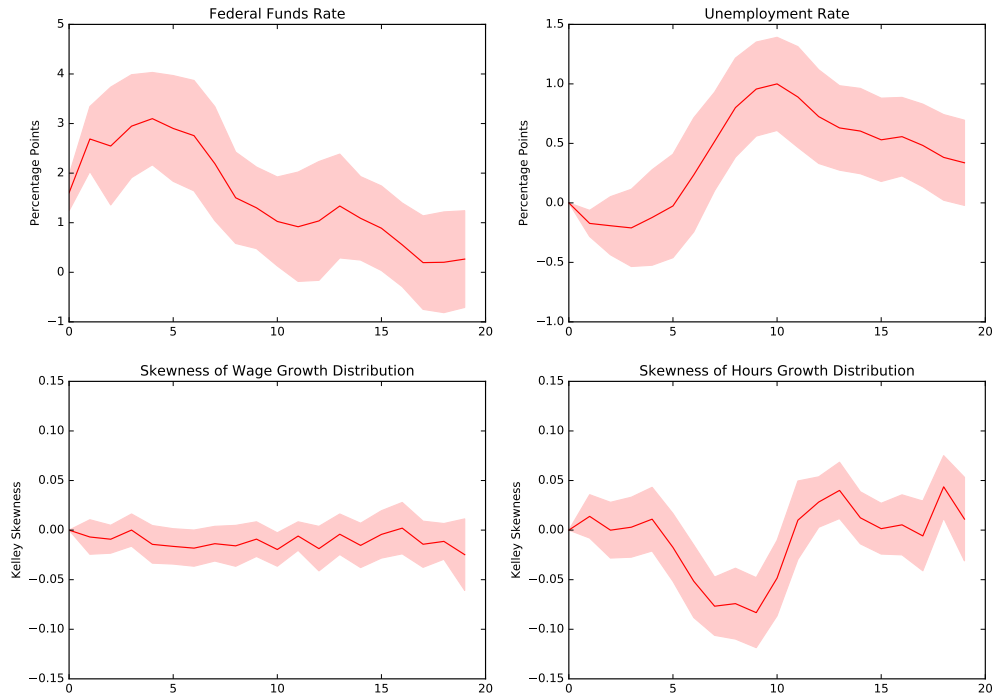 Federal Funds Rate
Percentage Points
5
4
3
2
1
0
−1
0 5 10 15 20
Unemployment Rate
Percentage Points
1.5
1.0
0.5
0.0
−0.5
−1.0
0 5 10 15 20
Skewness of Wage Growth Distribution
Kelley Skewness
0.15
0.10
0.05
0.00
−0.05
−0.10
−0.15
0 5 10 15 20
Skewness of Hours Growth Distribution
Kelley Skewness
0.15
0.10
0.05
0.00
−0.05
−0.10
−0.15
0 5 10 15 20